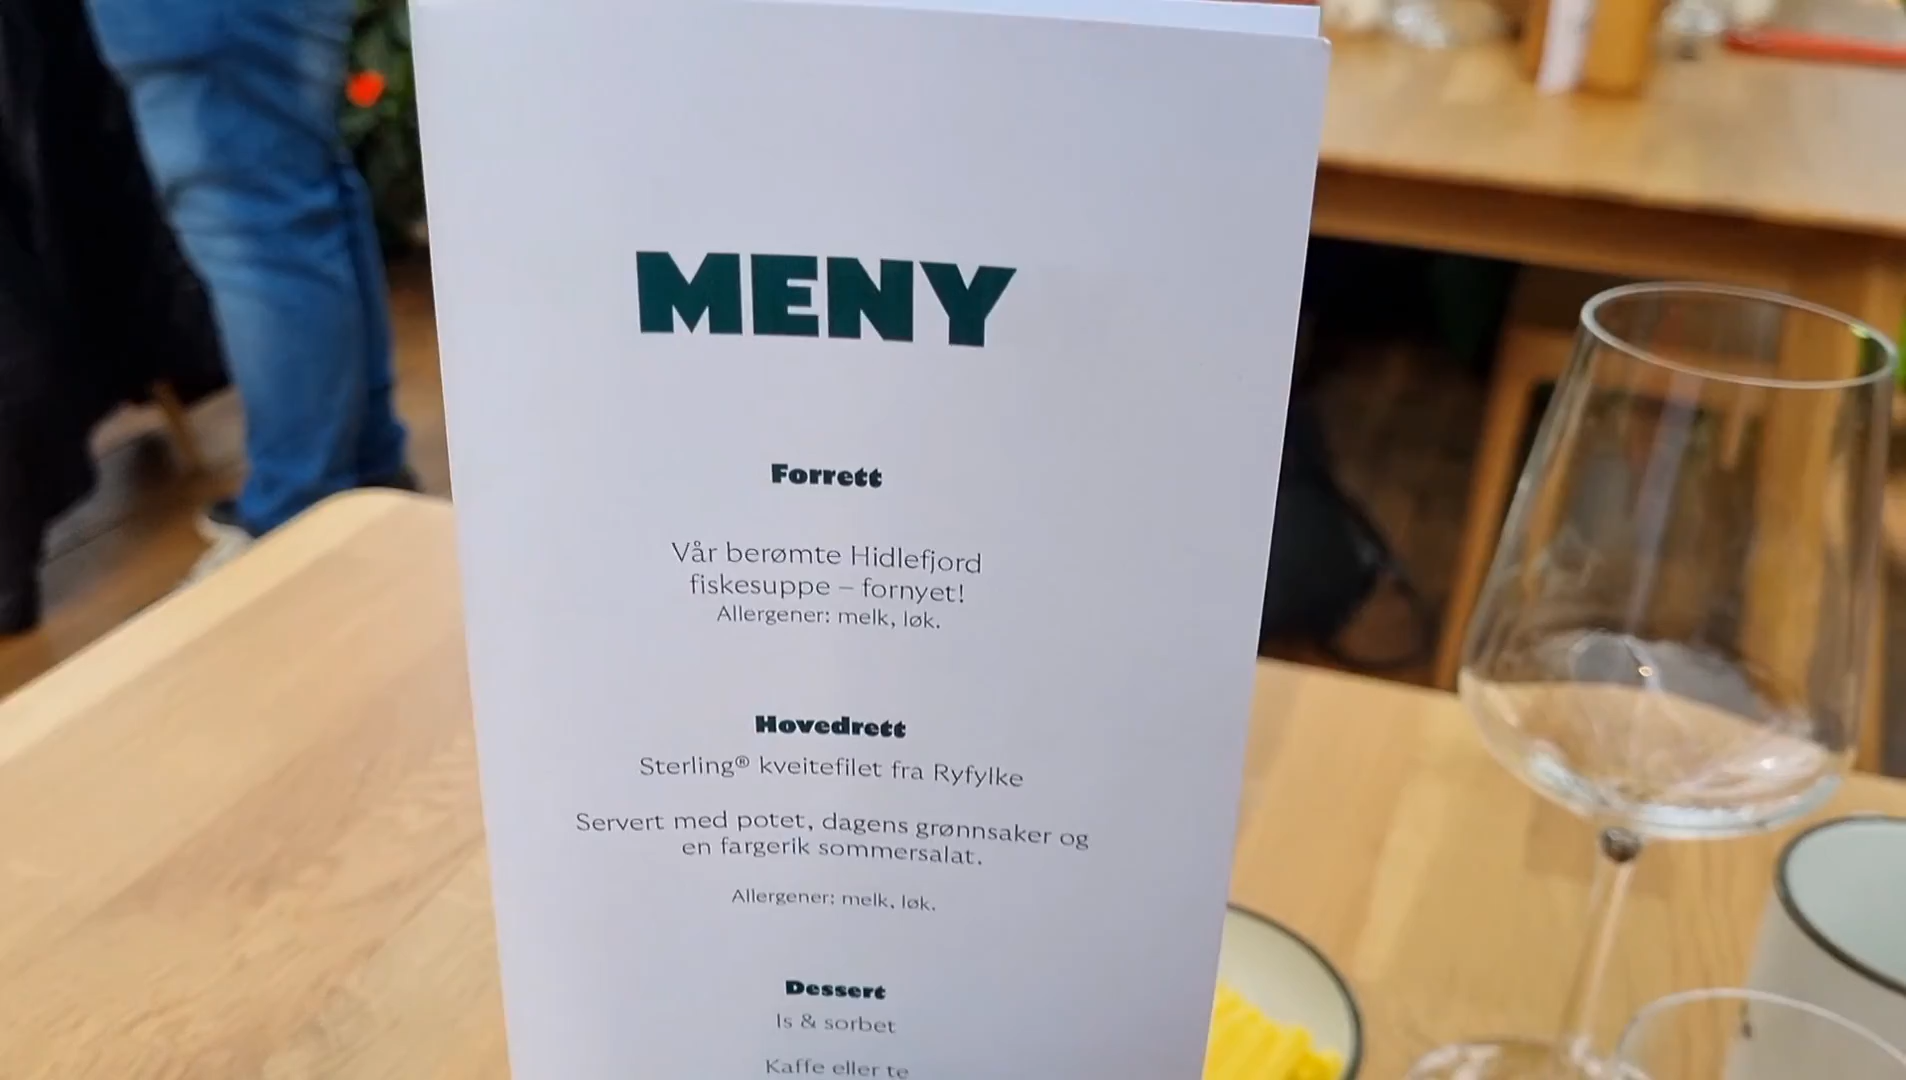 MENY
Forrett
Vår berømte Hidlefjord
fiskesuppe – fornyet!
Allergener: melk, løk.
Hovedrett
Sterling® kveitefilet fra Ryfylke
Servert med potet, dagens grønnsaker og
en fargerik sommersalat.
Allergener: melk, løk.
Dessert
Is & sorbet
Kaffe eller te